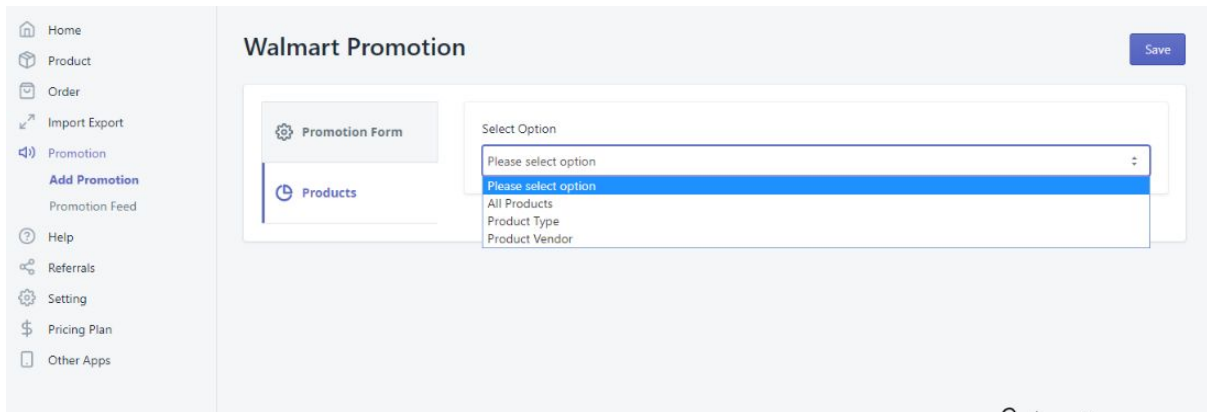 Home
Product
Order
Import Export
Promotion
Add Promotion
Promotion Feed
Help
Referrals
Setting
Pricing Plan
Other Apps
Walmart Promotion
Save
Promotion Form
Products
Select Option
Please select option
Please select option
All Products
Product Type
Product Vendor